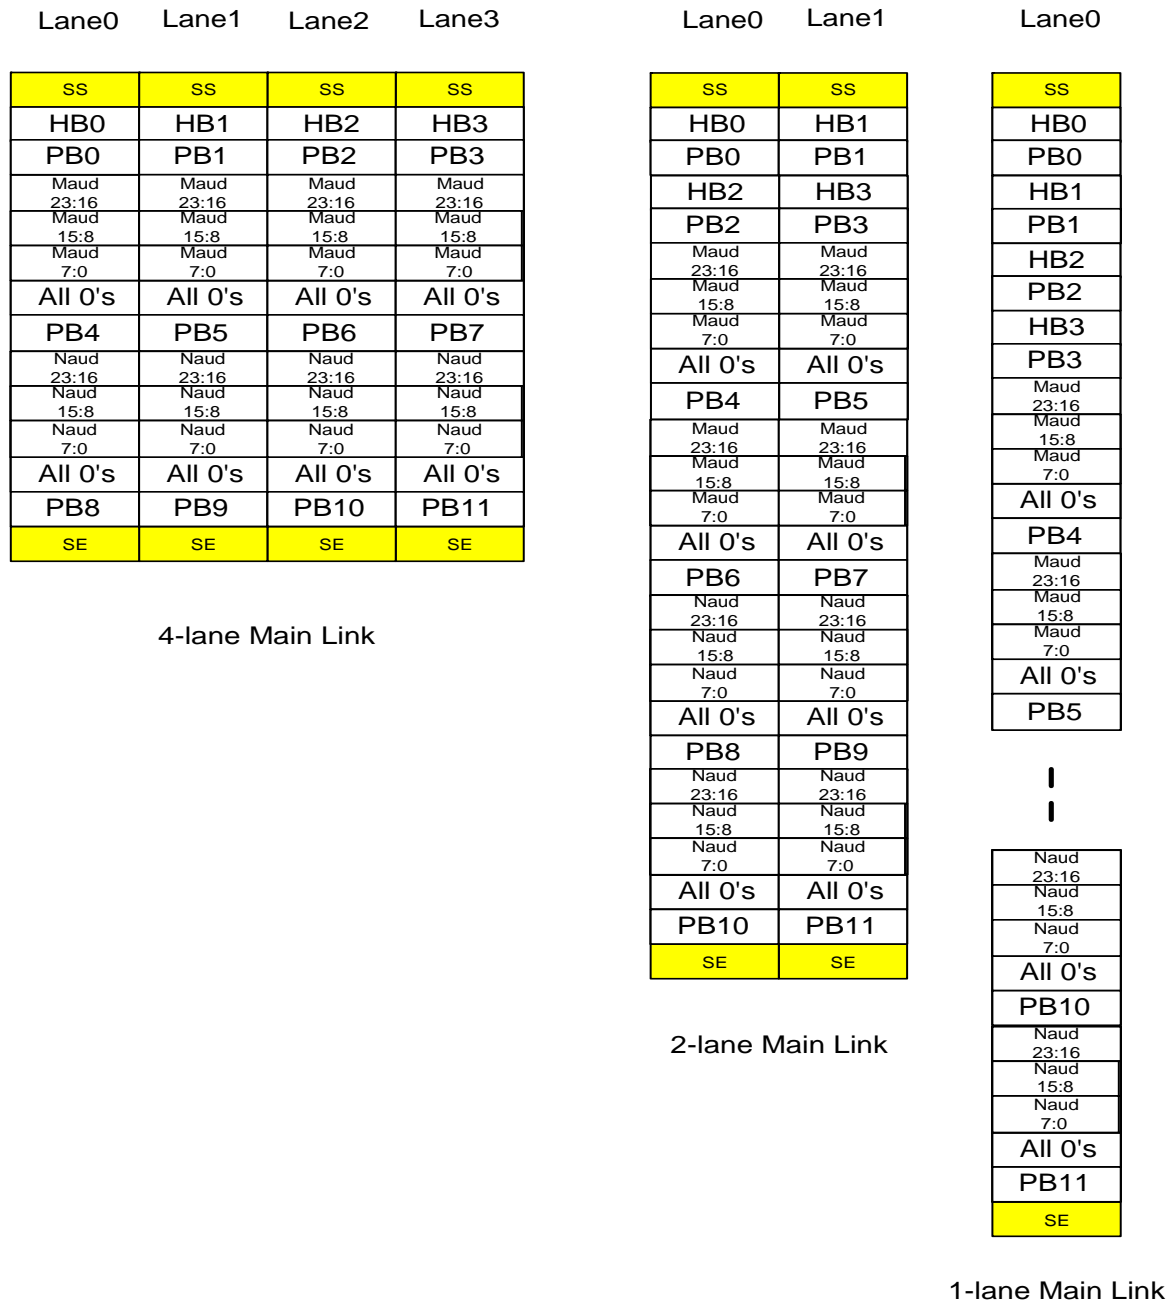 Lane0 Lane1 Lane2 Lane3
SS SS SS SS
HB0 HB1 HB2 HB3
PB0 PB1 PB2 PB3
Maud Maud Maud Maud
23:16 23:16 23:16 23:16
Maud Maud Maud Maud
15:8 15:8 15:8 15:8
Maud Maud Maud Maud
7:0 7:0 7:0 7:0
All 0's All 0's All 0's All 0's
PB4 PB5 PB6 PB7
Naud Naud Naud Naud
23:16 23:16 23:16 23:16
Naud Naud Naud Naud
15:8 15:8 15:8 15:8
Naud Naud Naud Naud
7:0 7:0 7:0 7:0
All 0's All 0's All 0's All 0's
PB8 PB9 PB10 PB11
SE SE SE SE
4-lane Main Link
Lane0 Lane1
SS SS
HB0 HB1
PB0 PB1
HB2 HB3
PB2 PB3
Maud Maud
23:16 23:16
Maud Maud
15:8 15:8
Maud Maud
7:0 7:0
All 0's All 0's
PB4 PB5
Maud Maud
23:16 23:16
Maud Maud
15:8 15:8
Maud Maud
7:0 7:0
All 0's All 0's
PB6 PB7
Naud Naud
23:16 23:16
Naud Naud
15:8 15:8
Naud Naud
7:0 7:0
All 0's All 0's
PB8 PB9
Naud Naud
23:16 23:16
Naud Naud
15:8 15:8
Naud Naud
7:0 7:0
All 0's All 0's
PB10 PB11
SE SE
2-lane Main Link
Lane0
SS
HB0
PB0
HB1
PB1
HB2
PB2
HB3
PB3
Maud
23:16
Maud
15:8
Maud
7:0
All 0's
PB4
Maud
23:16
Maud
15:8
Maud
7:0
All 0's
PB5
Naud
23:16
Naud
15:8
Naud
7:0
All 0's
PB10
Naud
23:16
Naud
15:8
Naud
7:0
All 0's
PB11
SE
1-lane Main Link